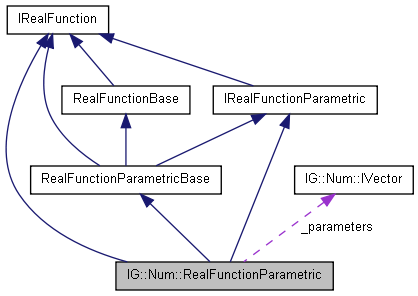 IRealFunction
RealFunctionBase
IRealFunctionParametric
RealFunctionParametricBase
IG::Num::IVector
_parameters
IG::Num::RealFunctionParametric